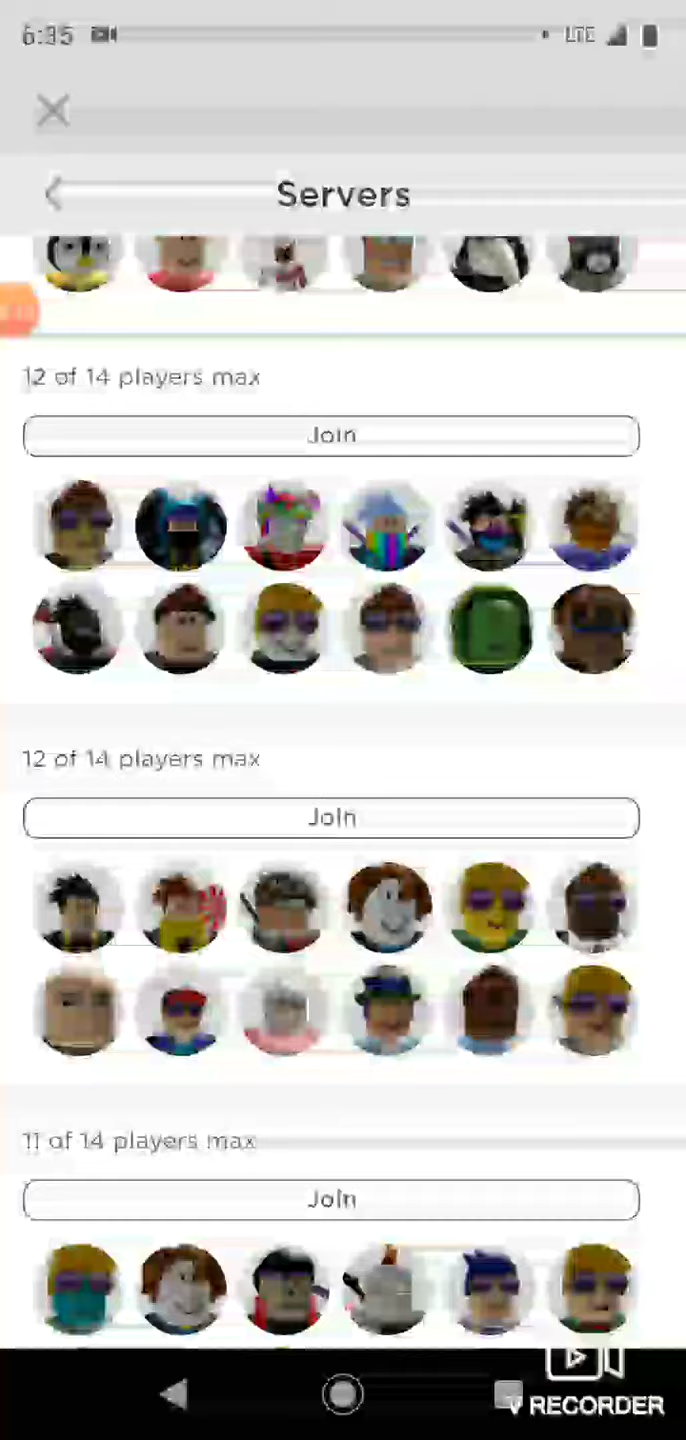 6:35
LTE
Servers
12 of 14 players max
Join
12 of 14 players max
Join
11 of 14 players max
Join
V RECORDER